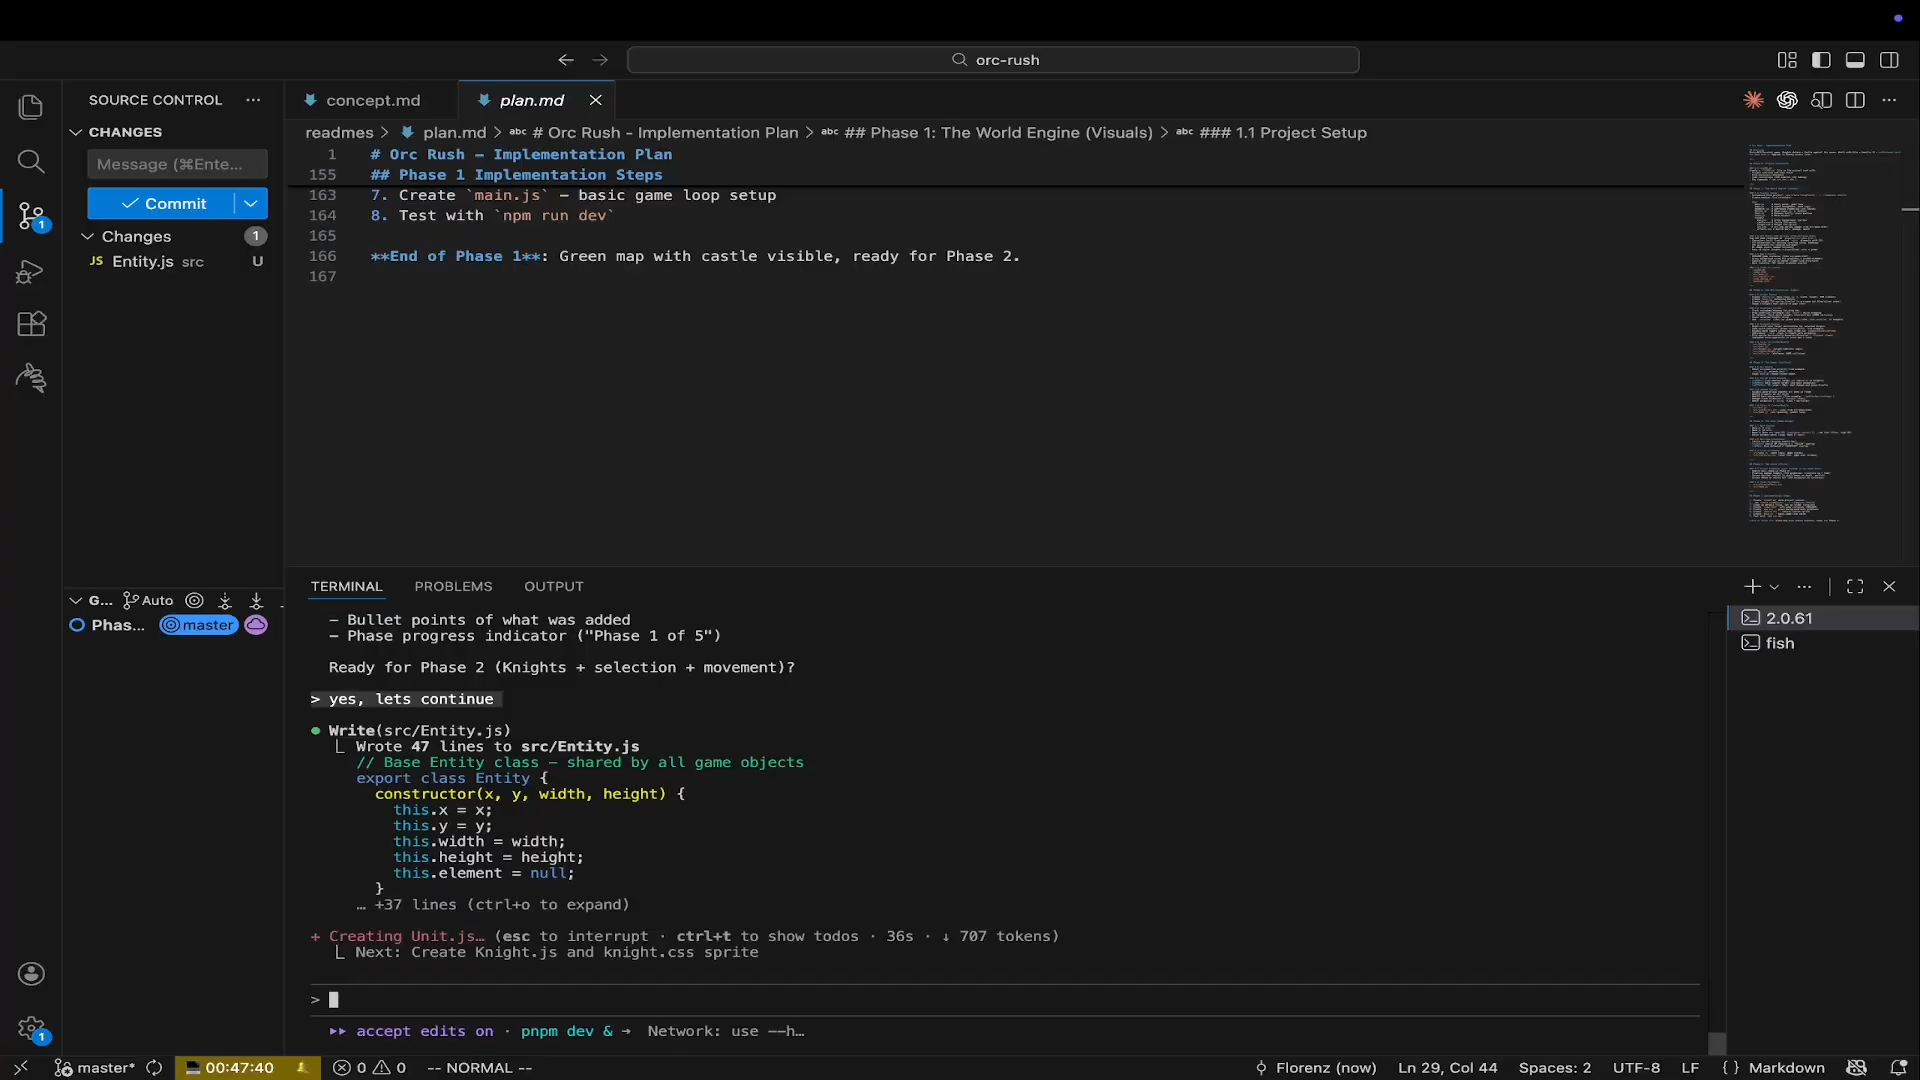 orc-rush
SOURCE CONTROL
CHANGES
Message (⌘Ente...
Commit
Changes 1
JS Entity.js src U
1
G... Auto
Phas... master
1
concept.md
plan.md
readmes > plan.md > abc # Orc Rush - Implementation Plan > abc ## Phase 1: The World Engine (Visuals) > abc ### 1.1 Project Setup
1 # Orc Rush - Implementation Plan
155 ## Phase 1 Implementation Steps
163 7. Create `main.js` - basic game loop setup
164 8. Test with `npm run dev`
165
166 **End of Phase 1**: Green map with castle visible, ready for Phase 2.
167
TERMINAL PROBLEMS OUTPUT
2.0.61
fish
- Bullet points of what was added
- Phase progress indicator ("Phase 1 of 5")
Ready for Phase 2 (Knights + selection + movement)?
> yes, lets continue
● Write(src/Entity.js)
⎣ Wrote 47 lines to src/Entity.js
// Base Entity class - shared by all game objects
export class Entity {
constructor(x, y, width, height) {
this.x = x;
this.y = y;
this.width = width;
this.height = height;
this.element = null;
}
… +37 lines (ctrl+o to expand)
+ Creating Unit.js… (esc to interrupt · ctrl+t to show todos · 36s · ↓ 707 tokens)
⎣ Next: Create Knight.js and knight.css sprite
>
▸▸ accept edits on · pnpm dev & → Network: use --h…
master* 00:47:40 0 0 -- NORMAL -- Florenz (now) Ln 29, Col 44 Spaces: 2 UTF-8 LF { } Markdown